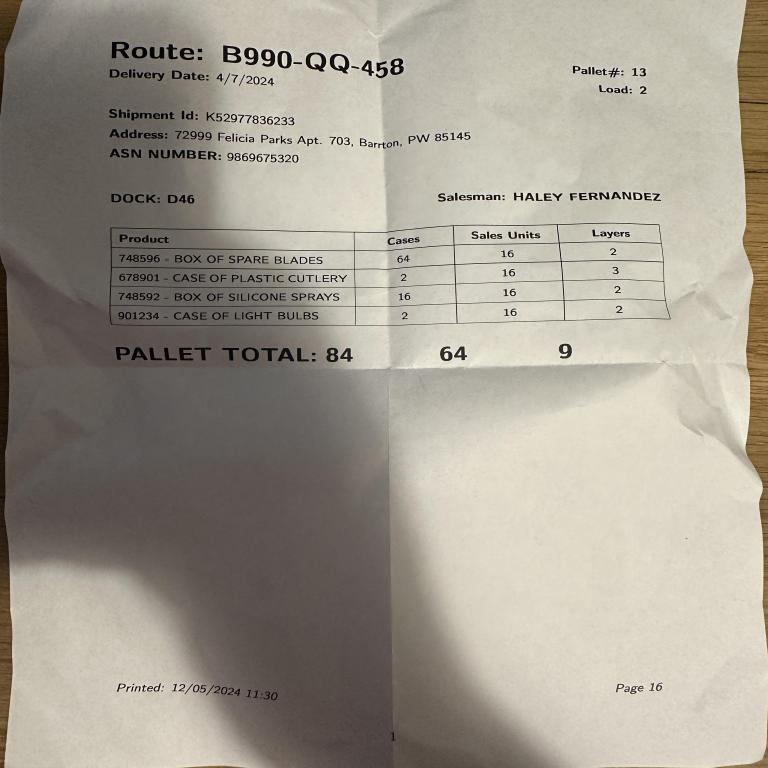 Route: B990-QQ-458
Delivery Date: 4/7/2024
Pallet#: 13
Load: 2
Shipment Id: K52977836233
Address: 72999 Felicia Parks Apt. 703, Barrton, PW 85145
ASN NUMBER: 9869675320
DOCK: D46 Salesman: HALEY FERNANDEZ
Product Cases Sales Units Layers
748596 - BOX OF SPARE BLADES 64 16 2
678901 - CASE OF PLASTIC CUTLERY 2 16 3
748592 - BOX OF SILICONE SPRAYS 16 16 2
901234 - CASE OF LIGHT BULBS 2 16 2
PALLET TOTAL: 84 64 9
Printed: 12/05/2024 11:30 Page 16
1